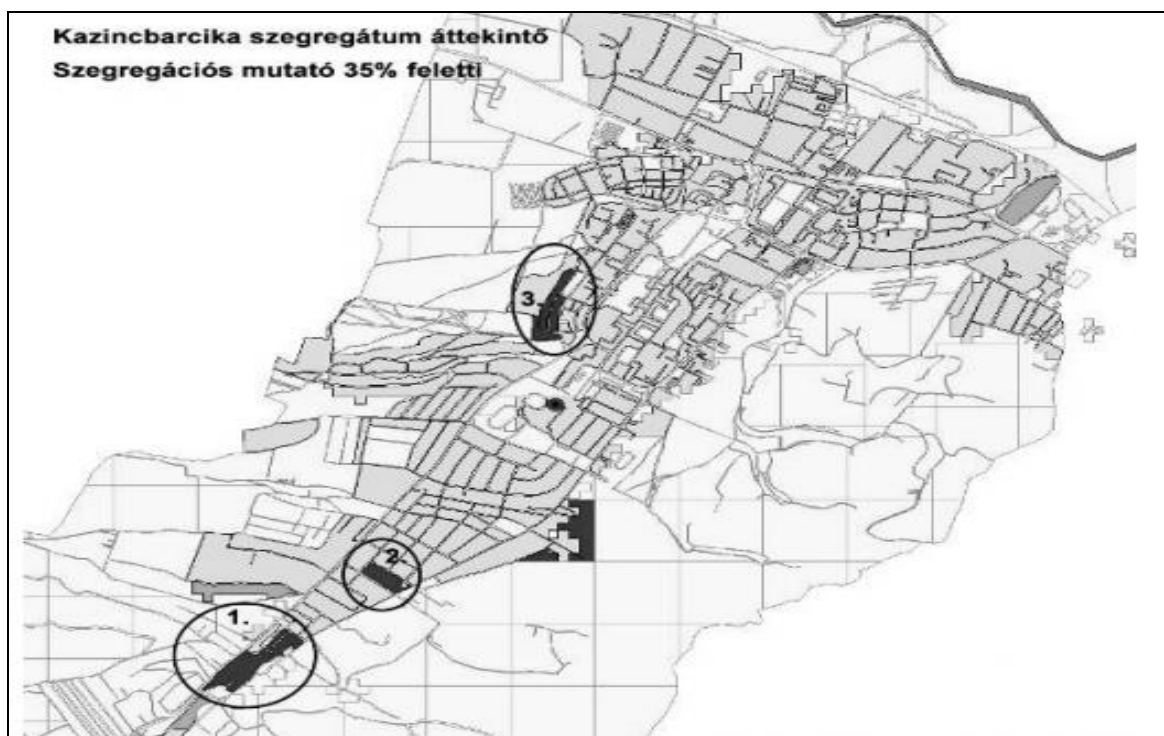 Kazincbarcika szegregátum áttekintő
Szegregációs mutató 35% feletti
3.
2
1.